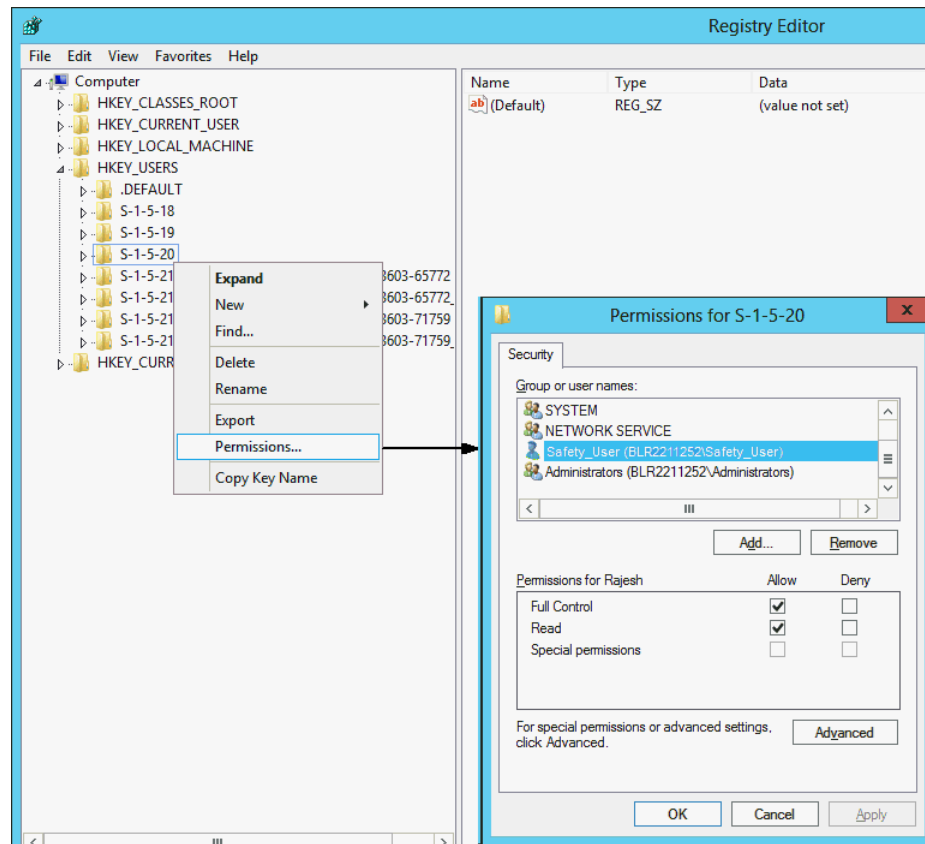 Registry Editor
File Edit View Favorites Help
Computer
HKEY_CLASSES_ROOT
HKEY_CURRENT_USER
HKEY_LOCAL_MACHINE
HKEY_USERS
.DEFAULT
S-1-5-18
S-1-5-19
S-1-5-20
S-1-5-21 3603-65772
S-1-5-21 3603-65772_
S-1-5-21 3603-71759
S-1-5-21 3603-71759_
HKEY_CURR
Expand
New
Find...
Delete
Rename
Export
Permissions...
Copy Key Name
Name Type Data
ab (Default) REG_SZ (value not set)
Permissions for S-1-5-20
x
Security
Group or user names:
SYSTEM
NETWORK SERVICE
Safety_User (BLR2211252\Safety_User)
Administrators (BLR2211252\Administrators)
Add... Remove
Permissions for Rajesh Allow Deny
Full Control
Read
Special permissions
For special permissions or advanced settings,
click Advanced.
Advanced
OK Cancel Apply